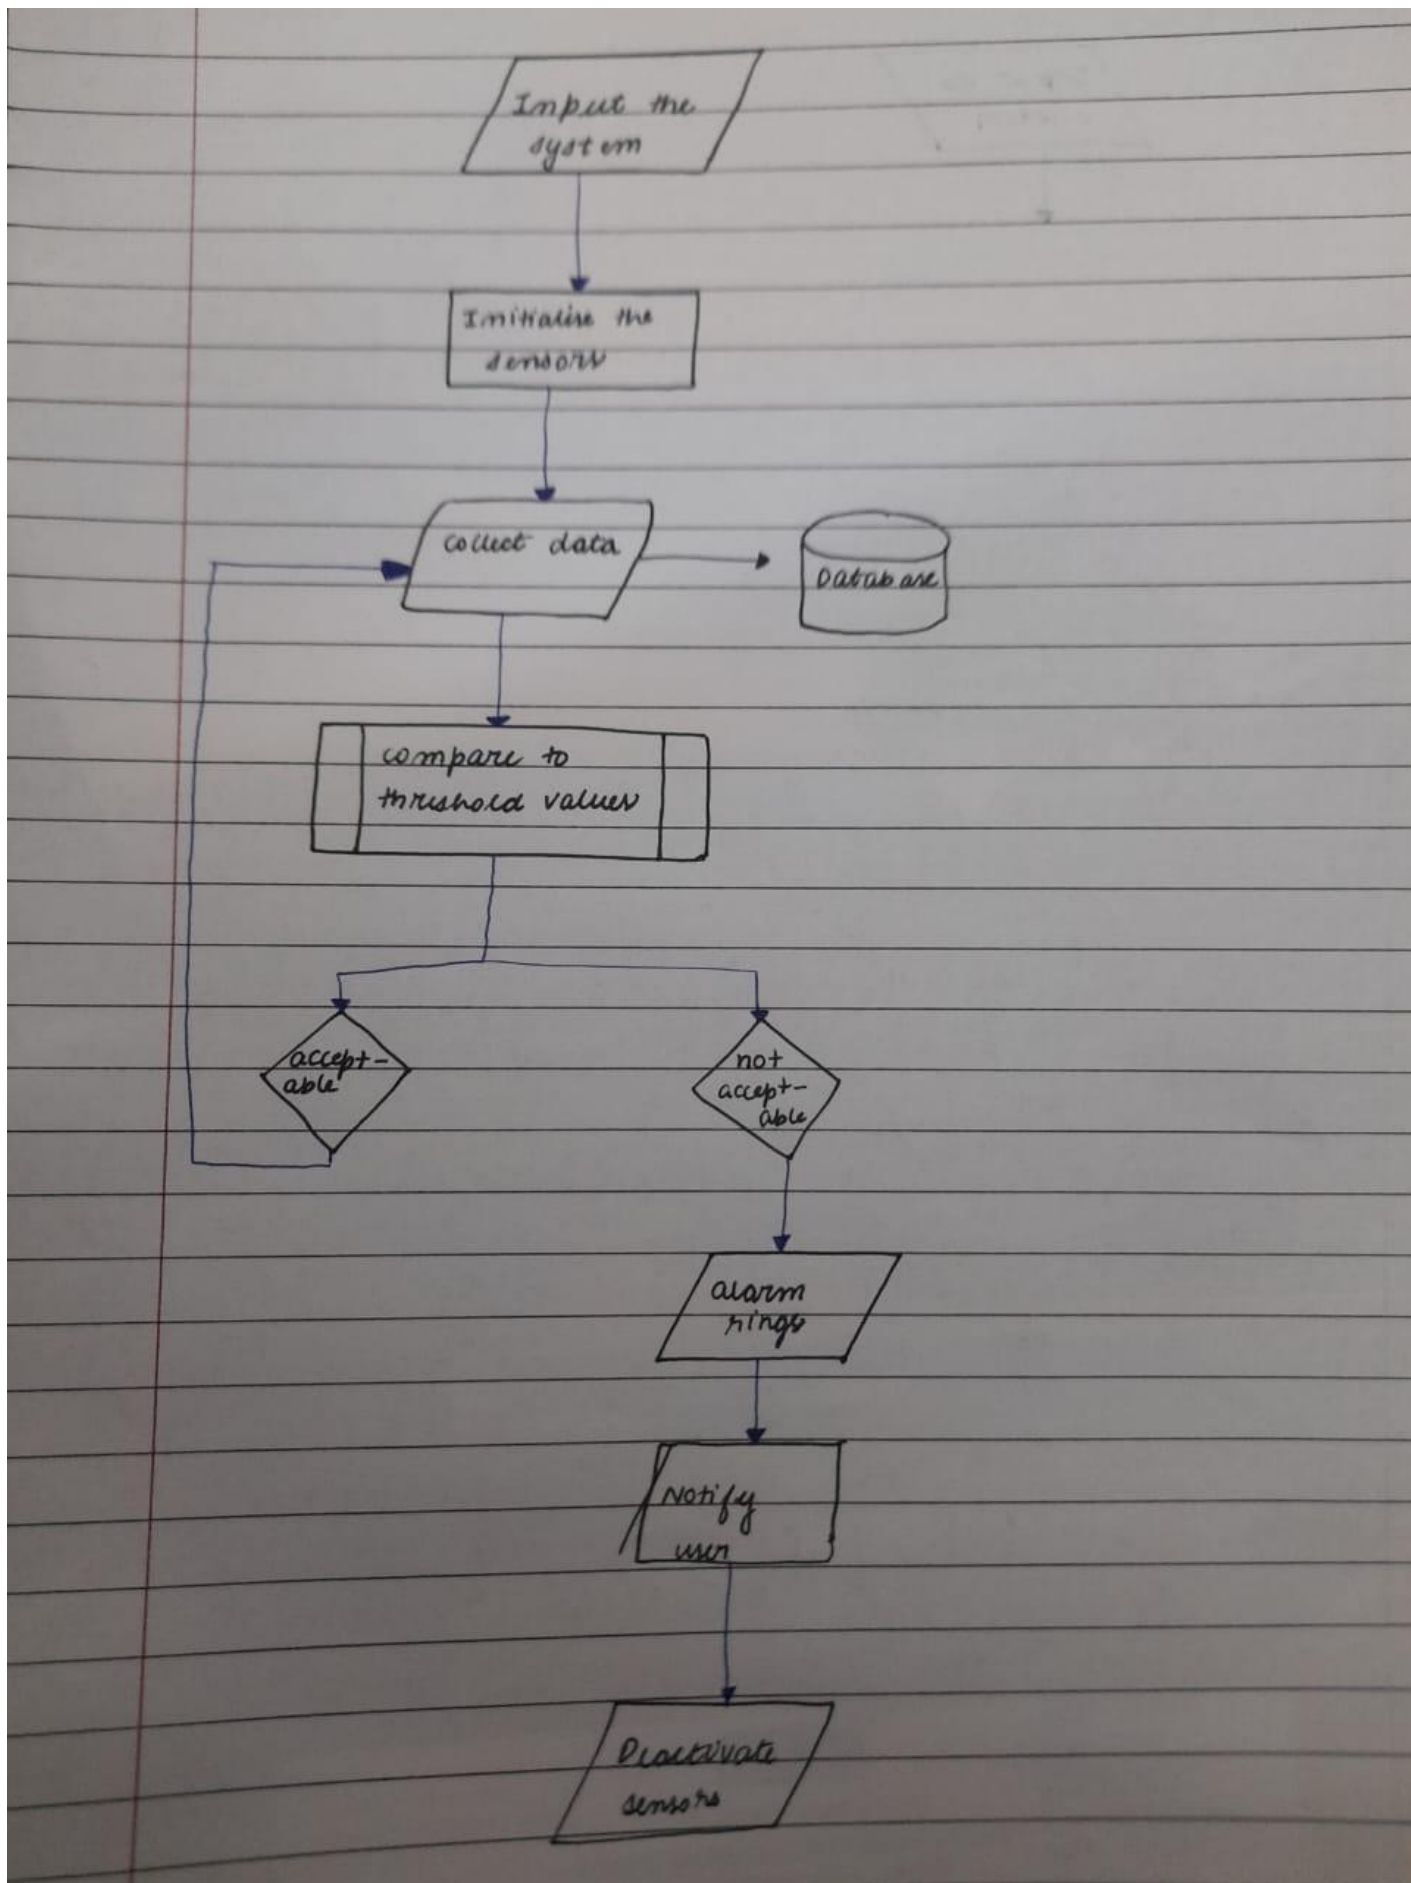 Input the
system
Initialise the
sensors
collect data
Database
compare to
threshold values
accept-
able
not
accept-
able
alarm
rings
Notify
user
Deactivate
sensors